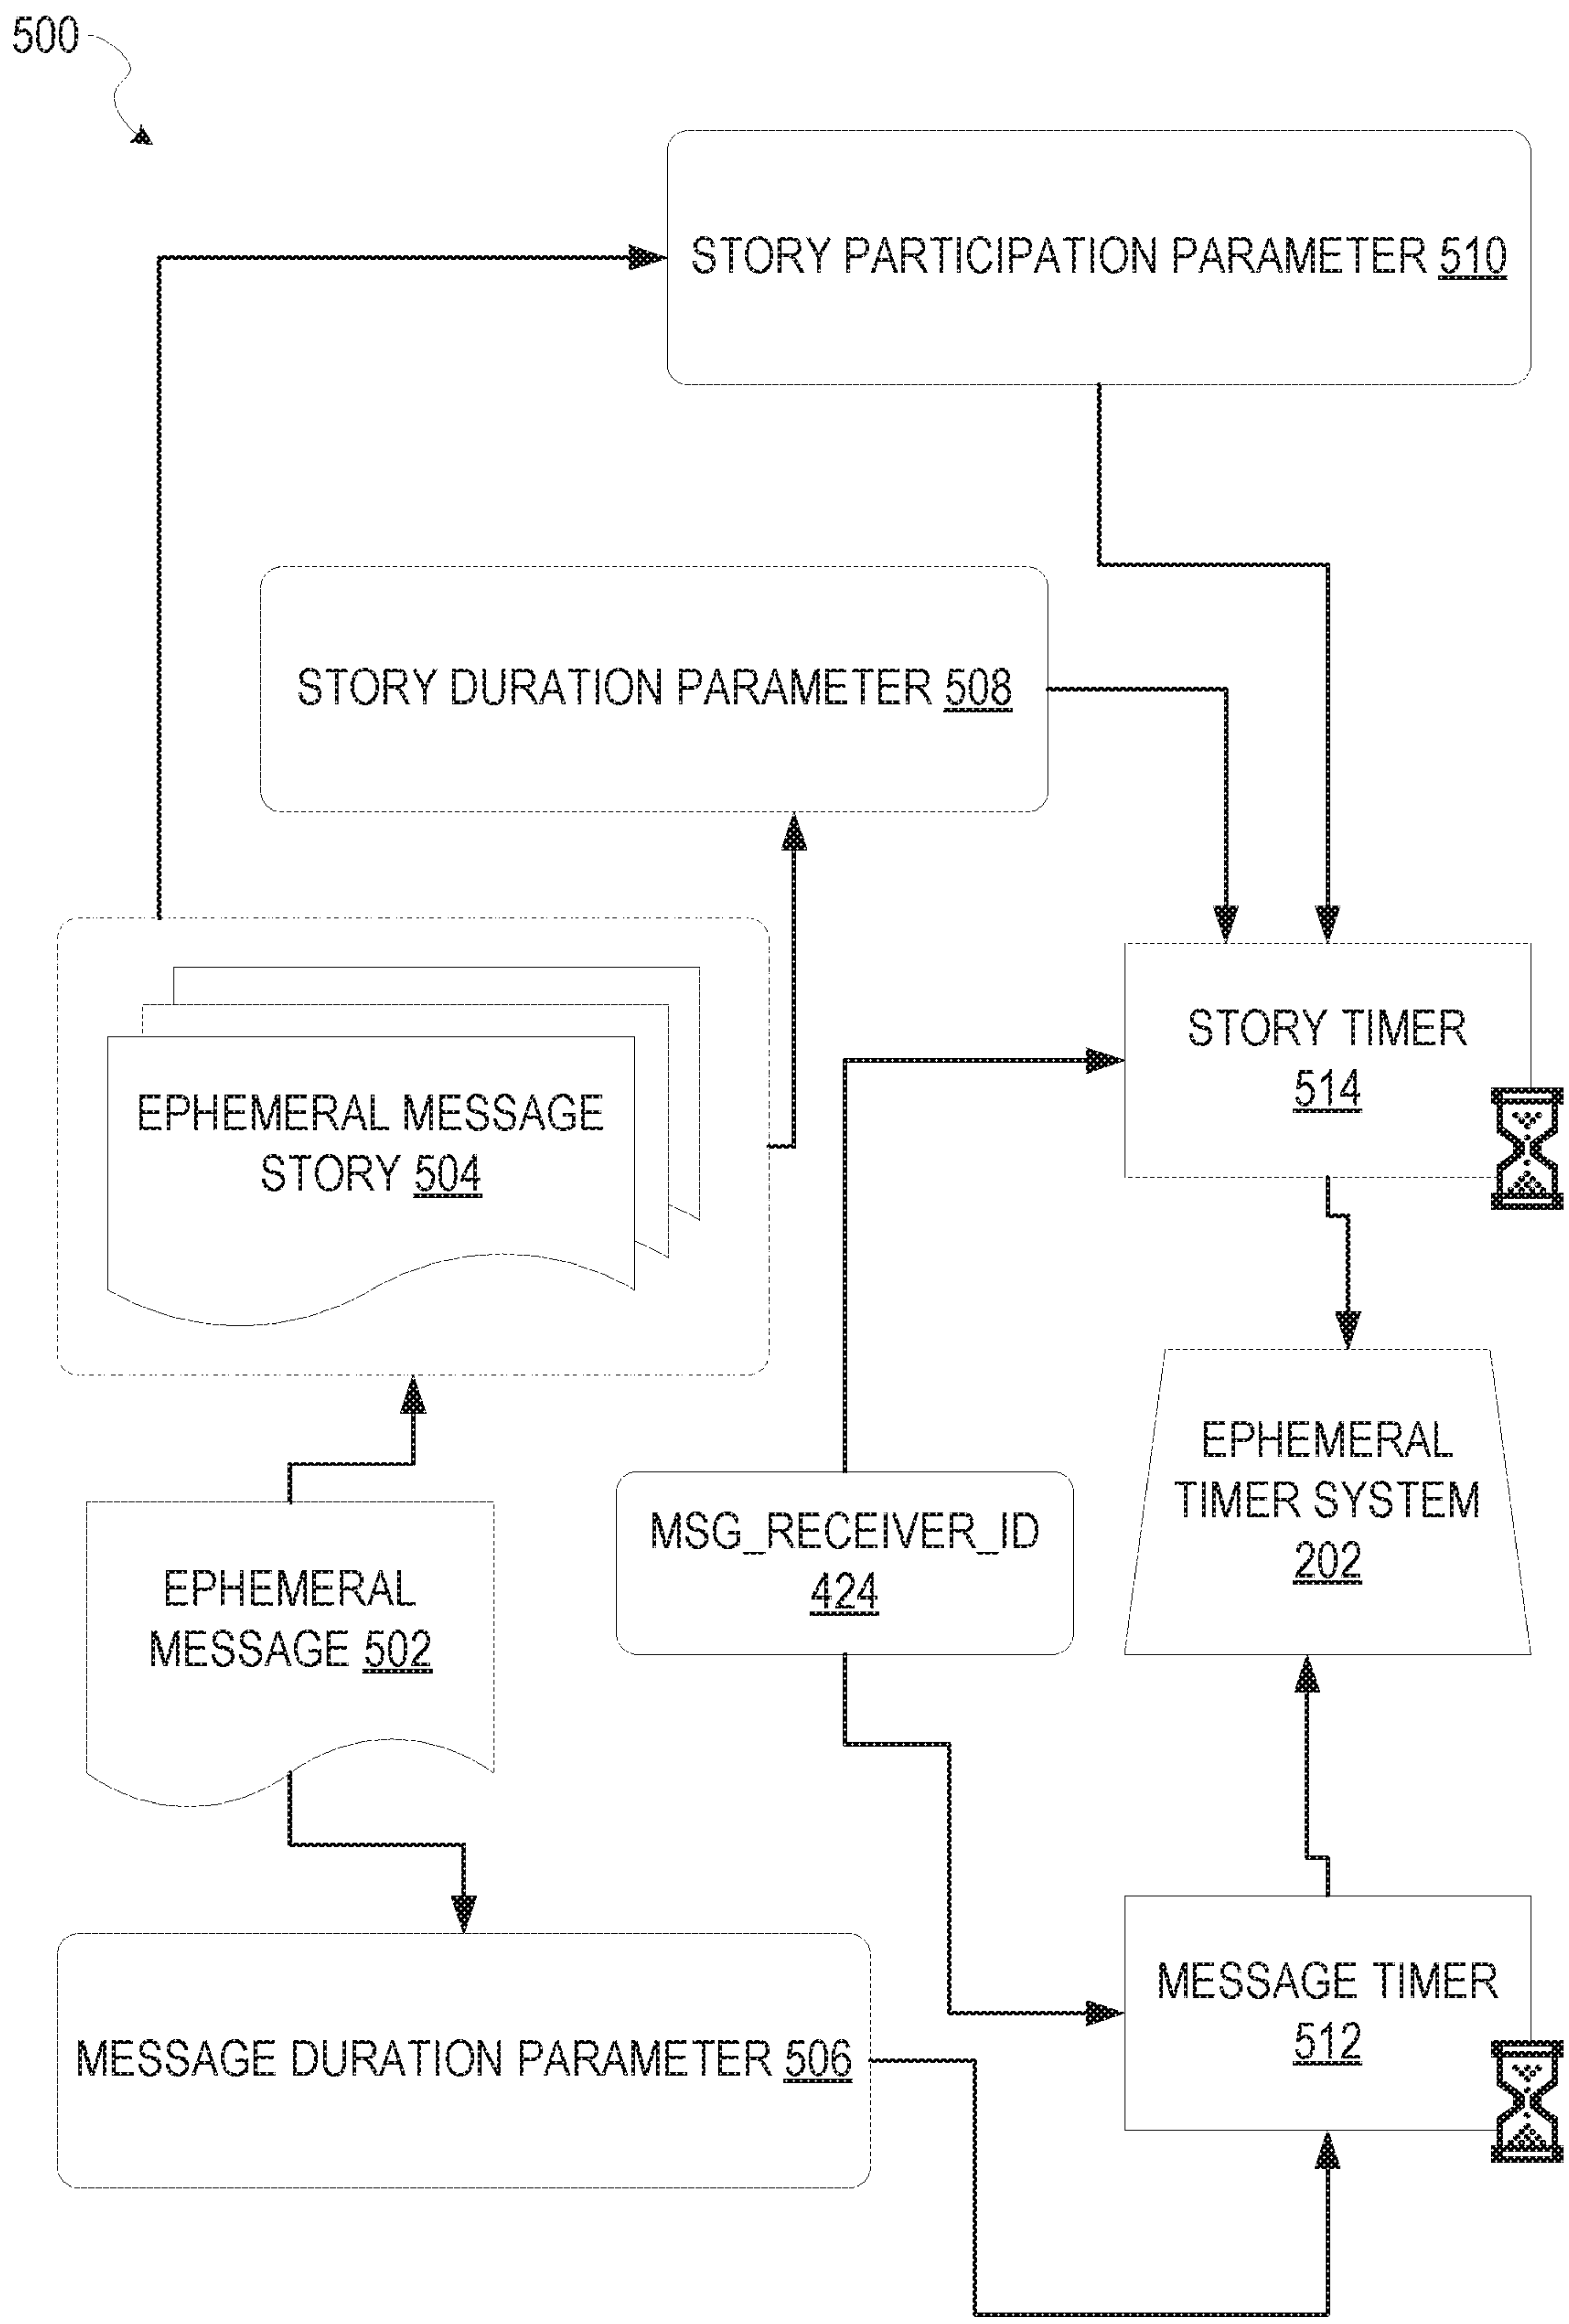 500
STORY PARTICIPATION PARAMETER 510
STORY DURATION PARAMETER 508
STORY TIMER
514
EPHEMERAL MESSAGE
STORY 504
EPHEMERAL
TIMER SYSTEM
202
MSG_RECEIVER_ID
424
EPHEMERAL
MESSAGE 502
MESSAGE TIMER
512
MESSAGE DURATION PARAMETER 506